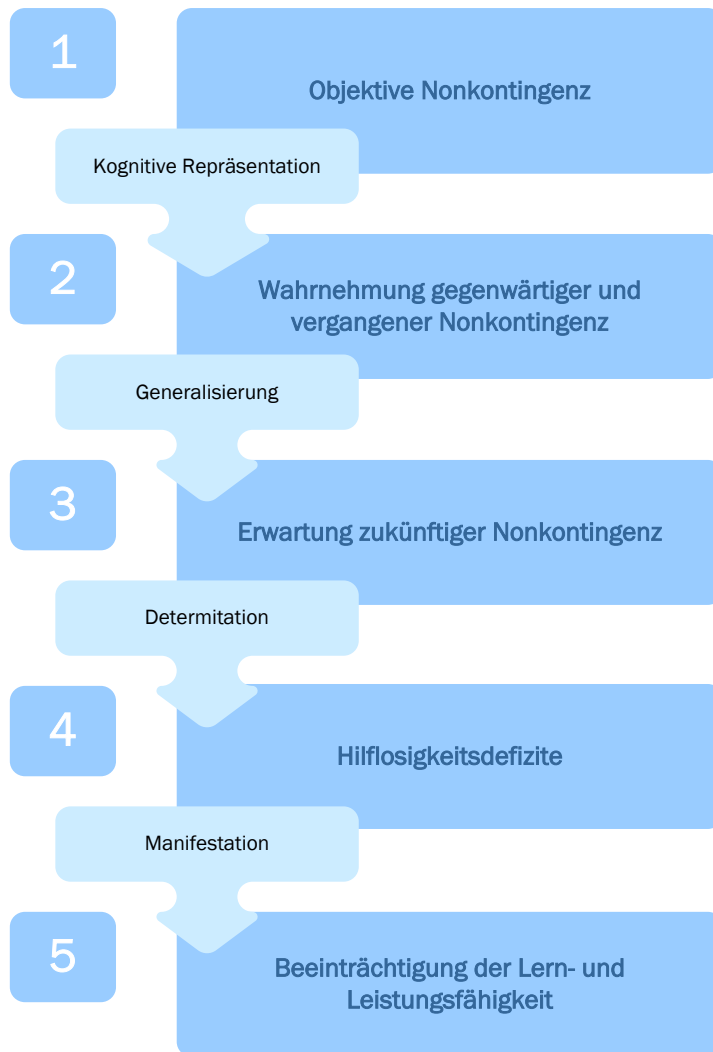 1
Objektive Nonkontingenz
Kognitive Repräsentation
2
Wahrnehmung gegenwärtiger und
vergangener Nonkontingenz
Generalisierung
3
Erwartung zukünftiger Nonkontingenz
Determitation
4
Hilflosigkeitsdefizite
Manifestation
5
Beeinträchtigung der Lern- und
Leistungsfähigkeit